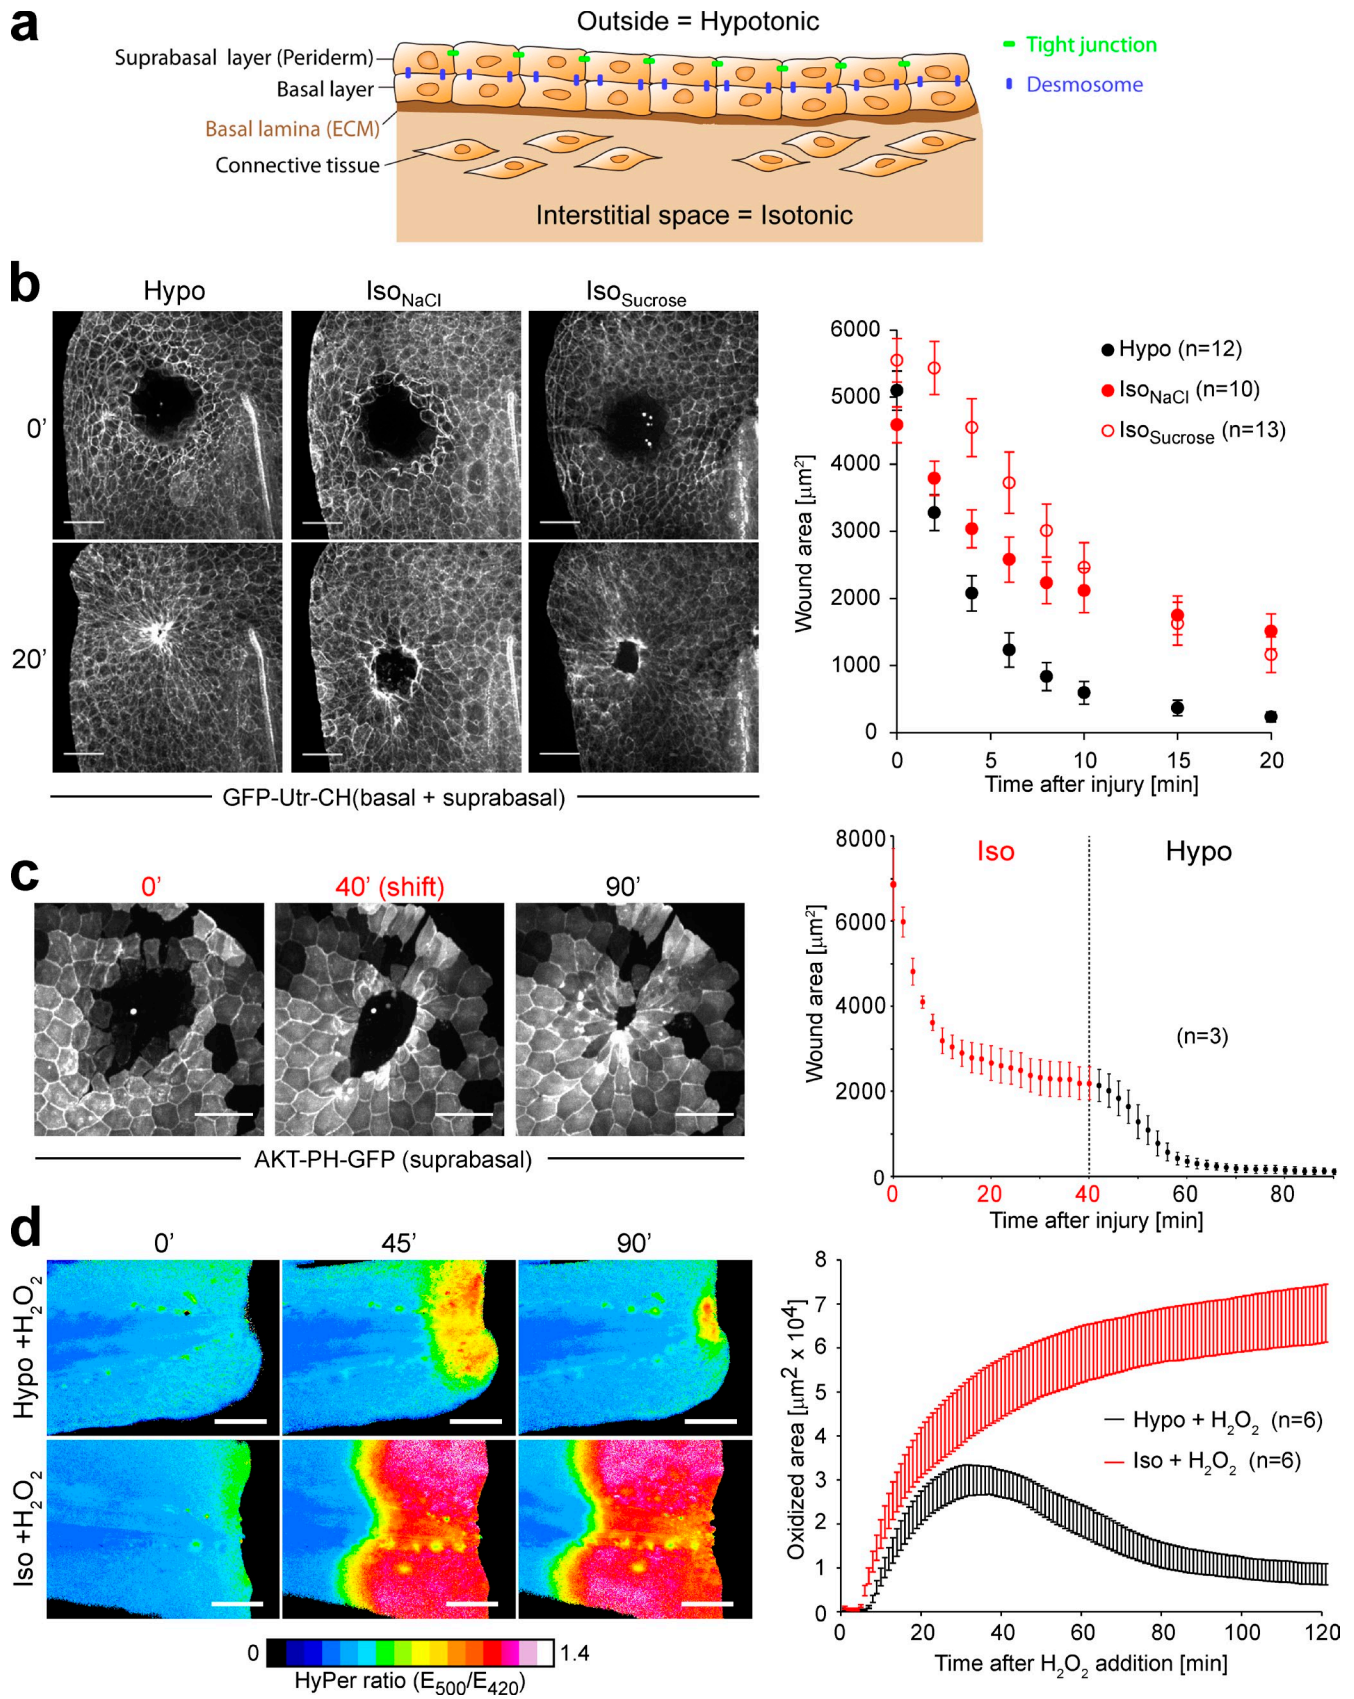 a
Outside = Hypotonic
Suprabasal layer (Periderm)
Basal layer
Basal lamina (ECM)
Connective tissue
Interstitial space = Isotonic
Tight junction
Desmosome
b
Hypo
Iso_NaCl
Iso_Sucrose
0'
20'
GFP-Utr-CH(basal + suprabasal)
6000
5000
4000
3000
2000
1000
0
Wound area [µm²]
Hypo (n=12)
Iso_NaCl (n=10)
Iso_Sucrose (n=13)
0 5 10 15 20
Time after injury [min]
c
0'
40' (shift)
90'
AKT-PH-GFP (suprabasal)
8000
6000
4000
2000
0
Wound area [µm²]
Iso
Hypo
(n=3)
0 20 40 60 80
Time after injury [min]
d
0'
45'
90'
Hypo +H₂O₂
Iso +H₂O₂
0
1.4
HyPer ratio (E₅₀₀/E₄₂₀)
8
7
6
5
4
3
2
1
0
Oxidized area [µm² x 10⁴]
Hypo + H₂O₂ (n=6)
Iso + H₂O₂ (n=6)
0 20 40 60 80 100 120
Time after H₂O₂ addition [min]